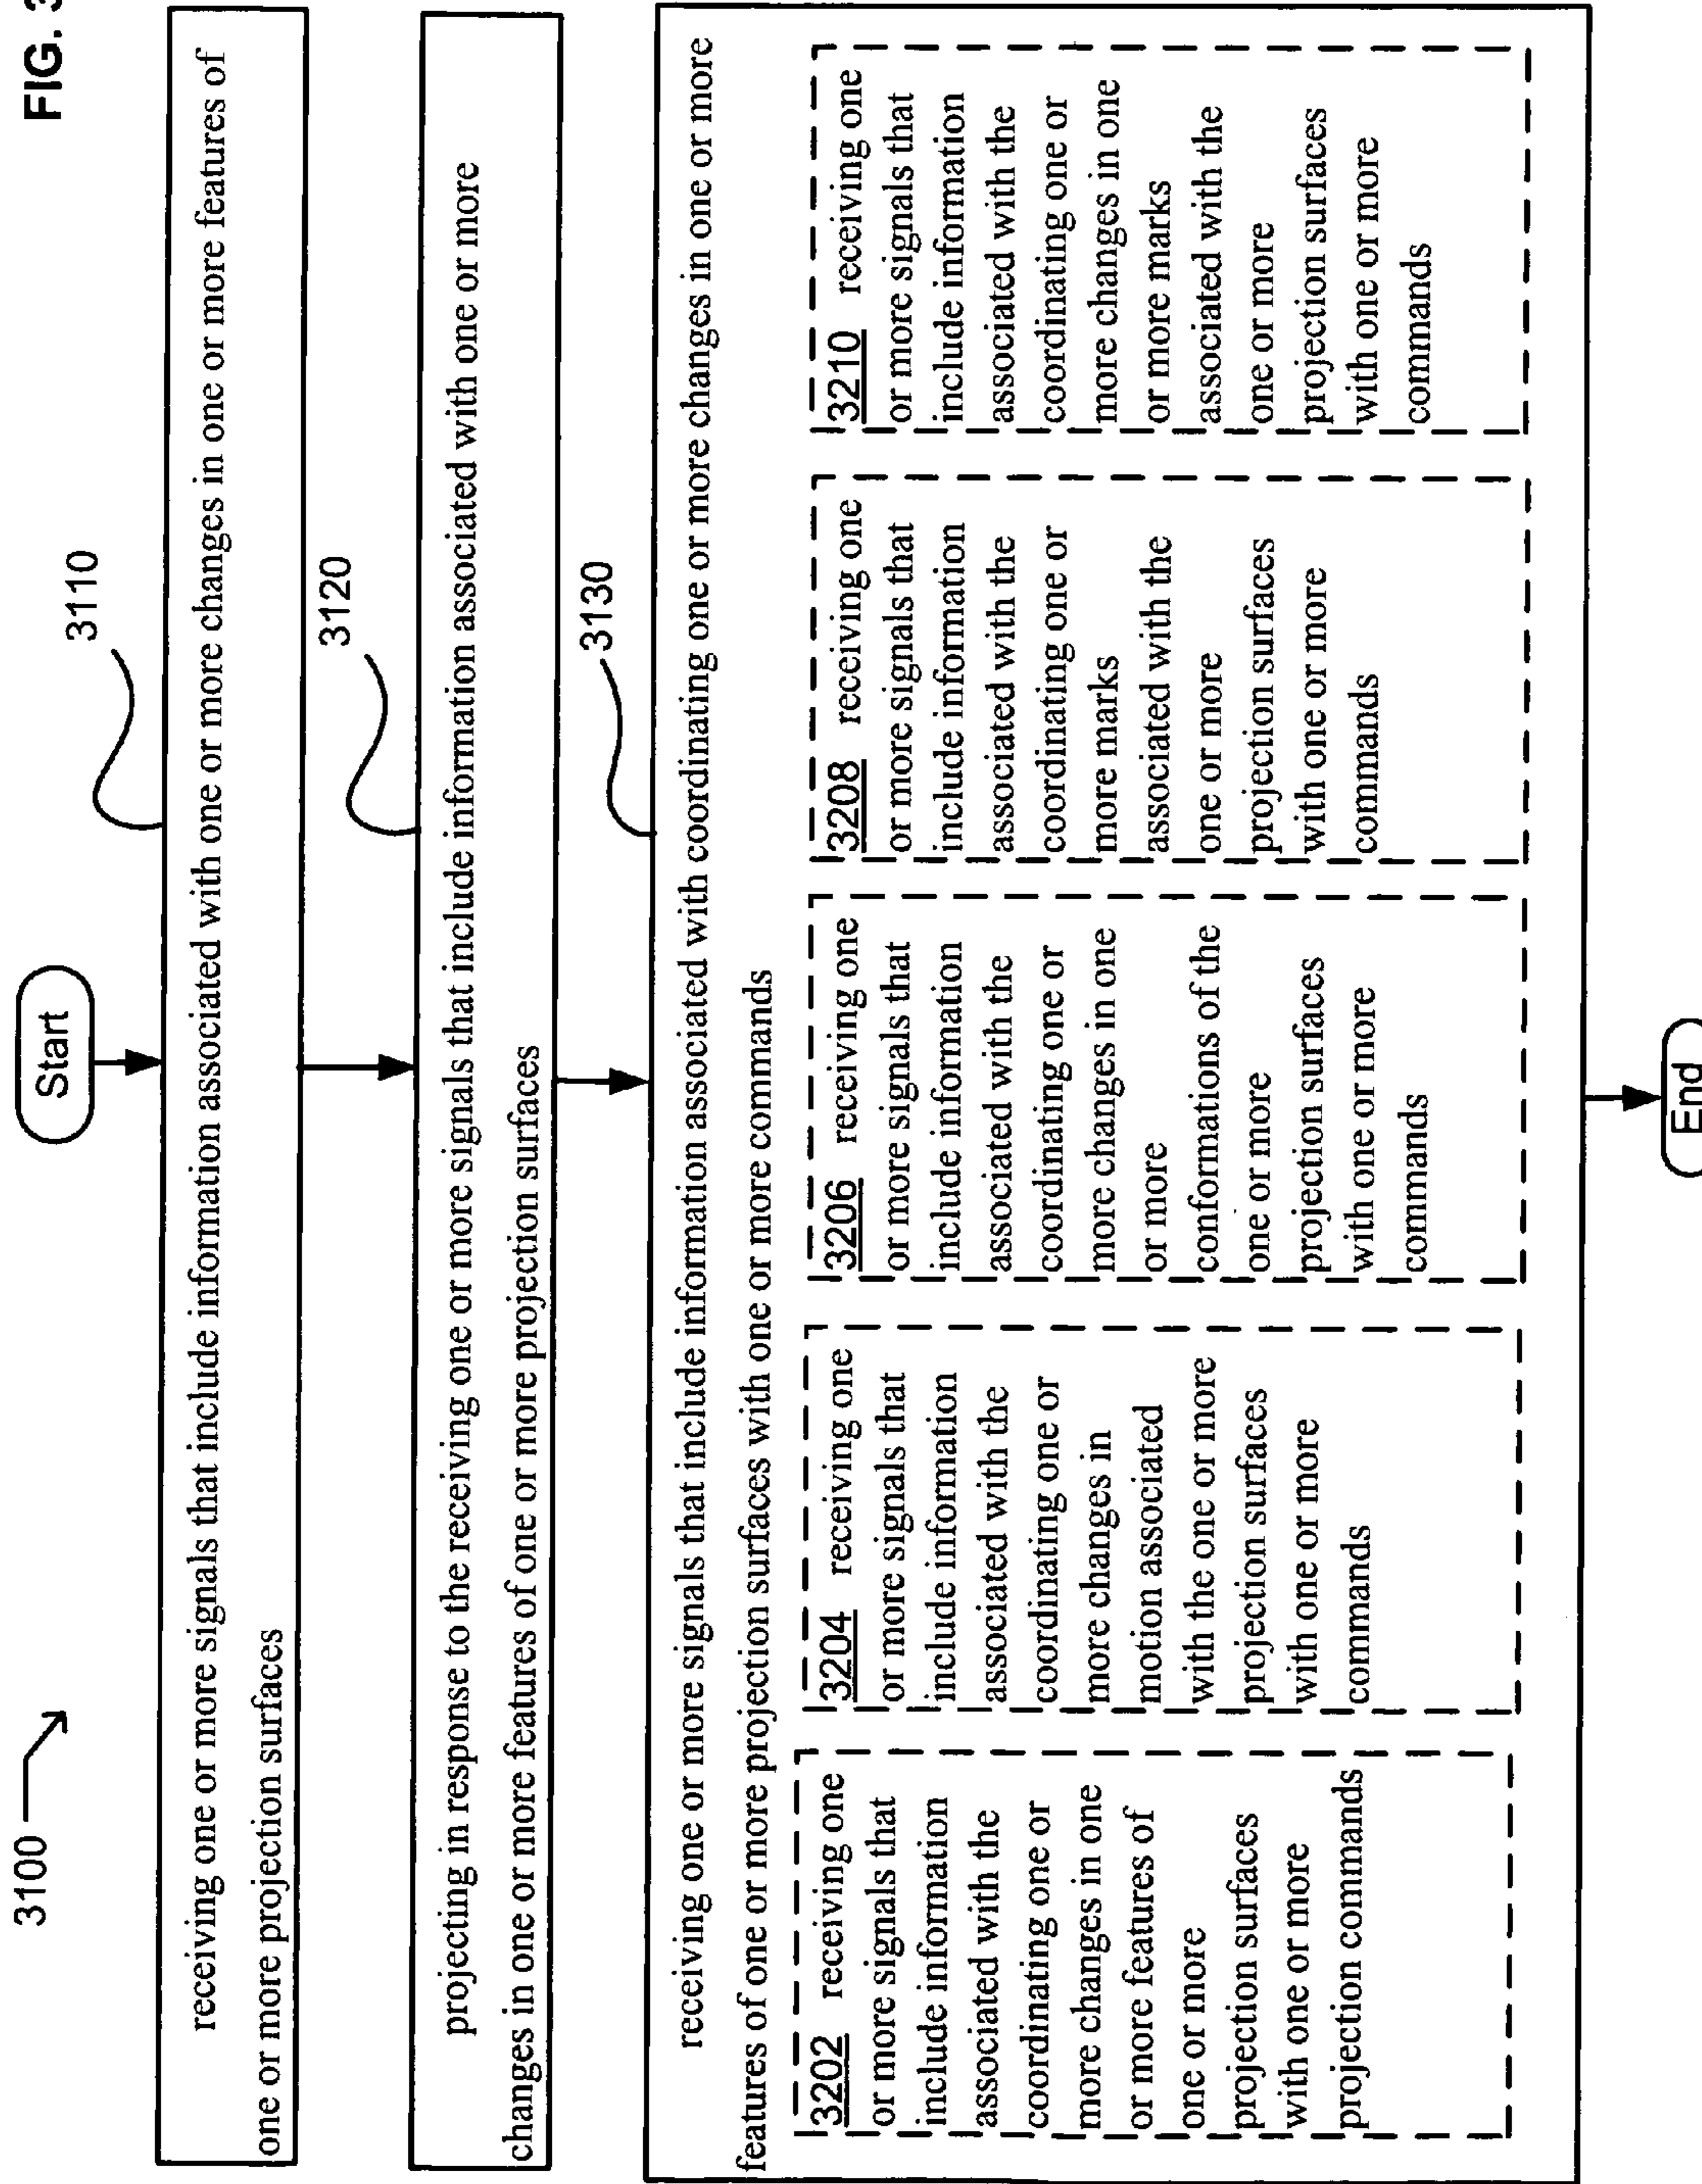 FIG. 3
3100
Start
3110
receiving one or more signals that include information associated with one or more changes in one or more features of
one or more projection surfaces
3120
projecting in response to the receiving one or more signals that include information associated with one or more
changes in one or more features of one or more projection surfaces
3130
receiving one or more signals that include information associated with coordinating one or more changes in one or more
features of one or more projection surfaces with one or more commands
3202 receiving one
or more signals that
include information
associated with the
coordinating one or
more changes in one
or more features of
one or more
projection surfaces
with one or more
projection commands
3204 receiving one
or more signals that
include information
associated with the
coordinating one or
more changes in
motion associated
with the one or more
projection surfaces
with one or more
commands
3206 receiving one
or more signals that
include information
associated with the
coordinating one or
more changes in one
or more
conformations of the
one or more
projection surfaces
with one or more
commands
3208 receiving one
or more signals that
include information
associated with the
coordinating one or
more marks
associated with the
one or more
projection surfaces
with one or more
commands
3210 receiving one
or more signals that
include information
associated with the
coordinating one or
more changes in one
or more marks
associated with the
one or more
projection surfaces
with one or more
commands
End